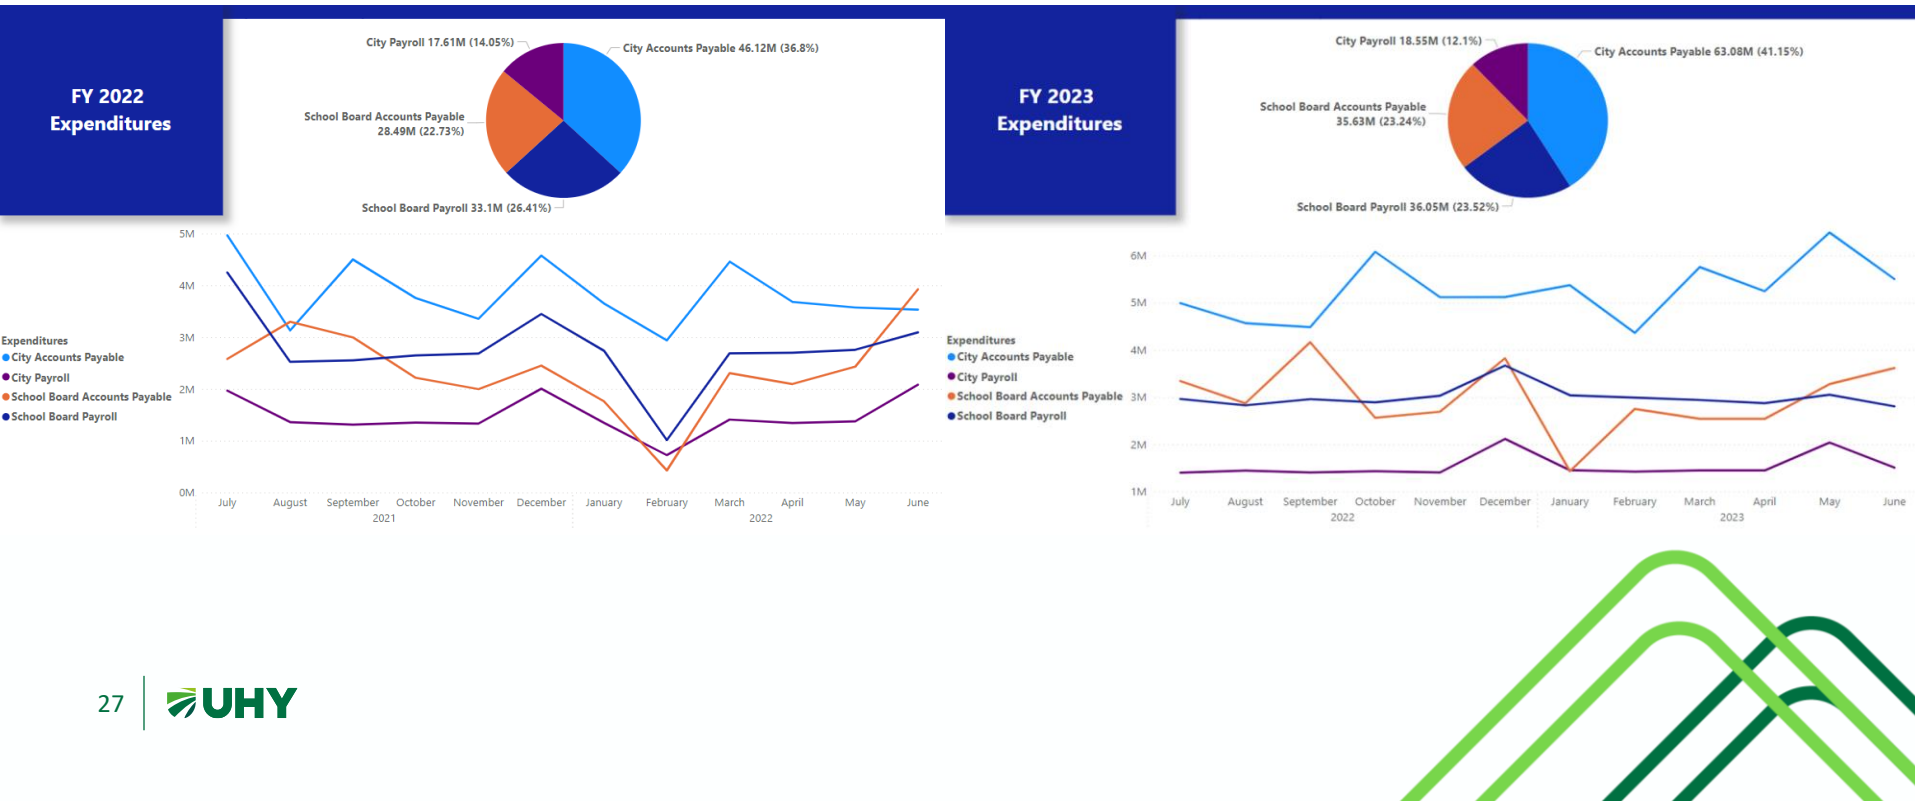 FY 2022
Expenditures
City Payroll 17.61M (14.05%)
City Accounts Payable 46.12M (36.8%)
School Board Accounts Payable
28.49M (22.73%)
School Board Payroll 33.1M (26.41%)
5M
4M
3M
2M
1M
0M
Expenditures
City Accounts Payable
City Payroll
School Board Accounts Payable
School Board Payroll
July August September October November December January February March April May June
2021 2022
FY 2023
Expenditures
City Payroll 18.55M (12.1%)
City Accounts Payable 63.08M (41.15%)
School Board Accounts Payable
35.63M (23.24%)
School Board Payroll 36.05M (23.52%)
6M
5M
4M
3M
2M
1M
Expenditures
City Accounts Payable
City Payroll
School Board Accounts Payable
School Board Payroll
July August September October November December January February March April May June
2022 2023
27
UHY